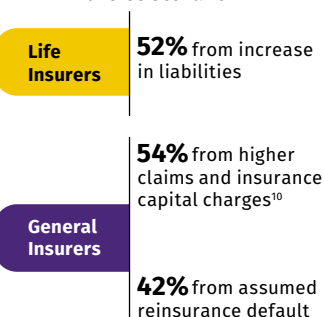 Life
Insurers
52% from increase
in liabilities
54% from higher
claims and insurance
capital charges¹⁰
General
Insurers
42% from assumed
reinsurance default